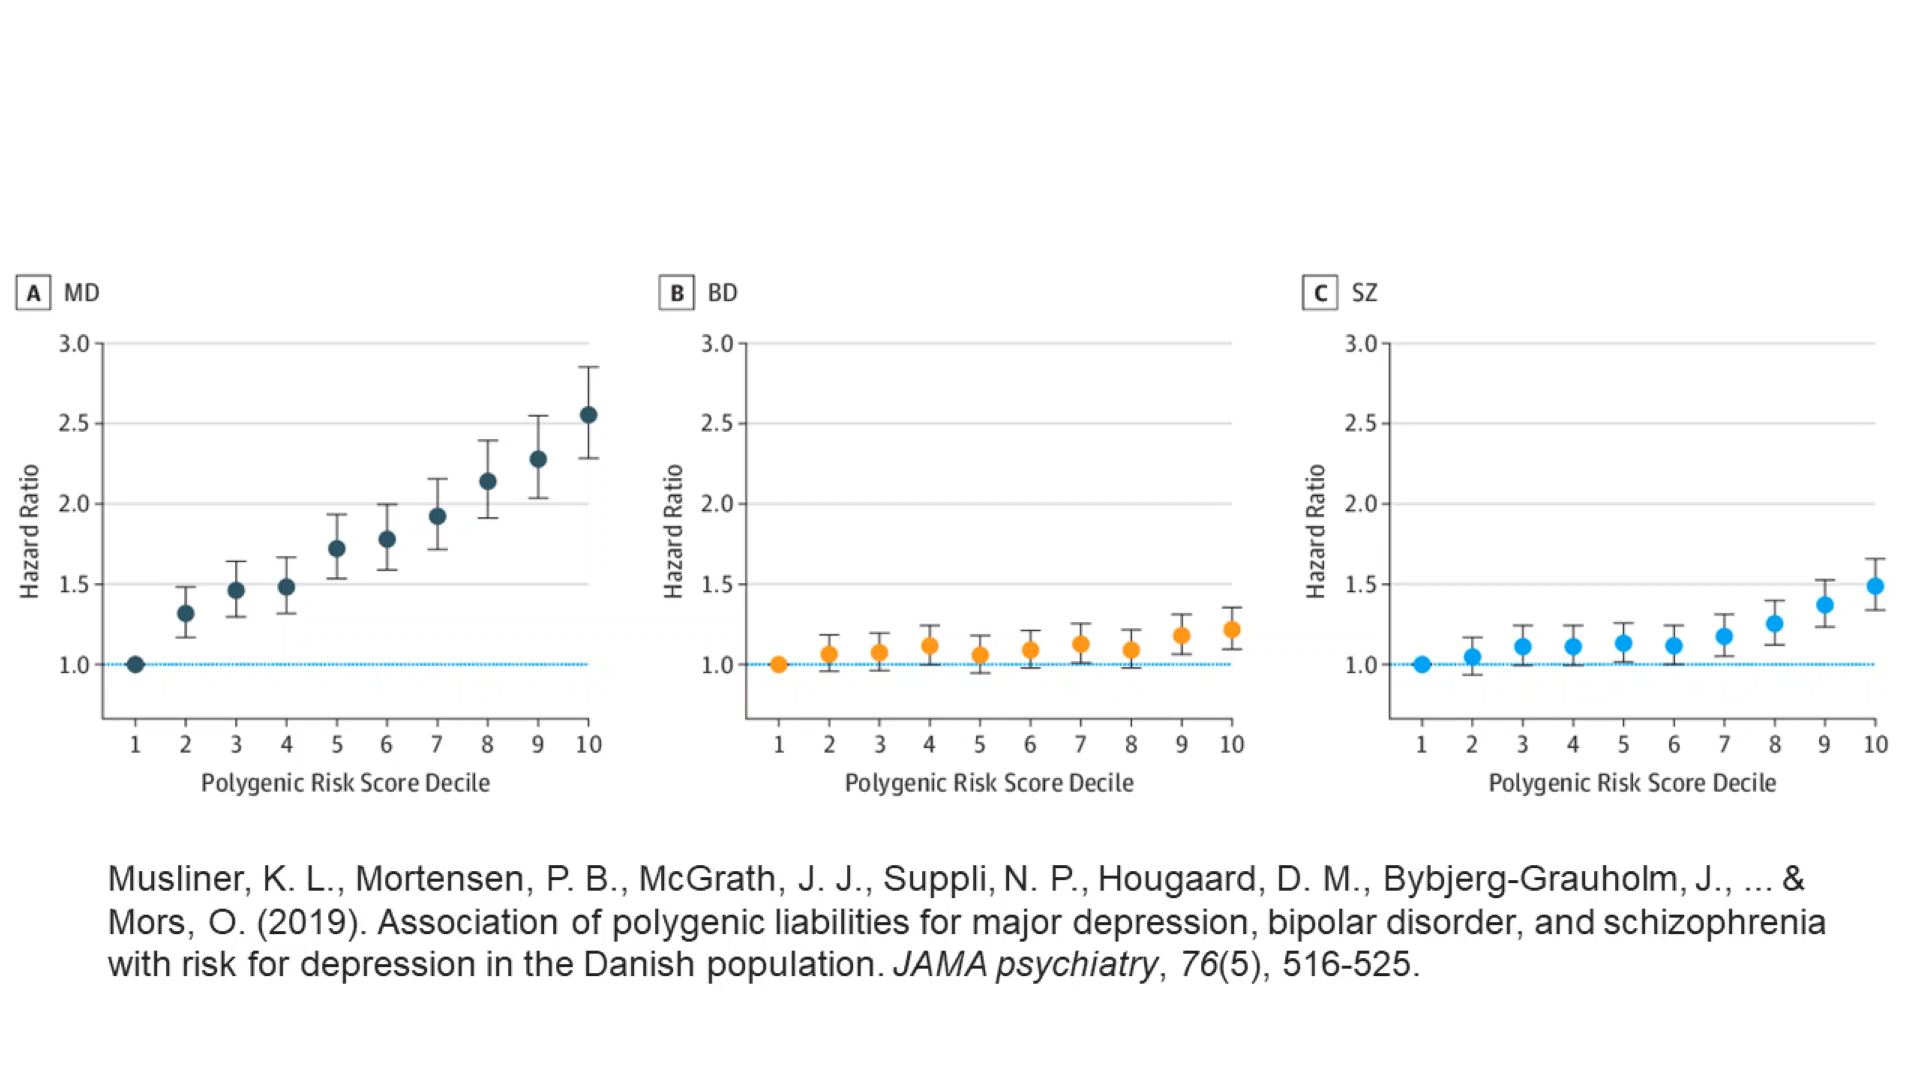 A MD
3.0
2.5
2.0
1.5
1.0
Hazard Ratio
1 2 3 4 5 6 7 8 9 10
Polygenic Risk Score Decile
B BD
3.0
2.5
2.0
1.5
1.0
Hazard Ratio
1 2 3 4 5 6 7 8 9 10
Polygenic Risk Score Decile
C SZ
3.0
2.5
2.0
1.5
1.0
Hazard Ratio
1 2 3 4 5 6 7 8 9 10
Polygenic Risk Score Decile
Musliner, K. L., Mortensen, P. B., McGrath, J. J., Suppli, N. P., Hougaard, D. M., Bybjerg-Grauholm, J., ... &
Mors, O. (2019). Association of polygenic liabilities for major depression, bipolar disorder, and schizophrenia
with risk for depression in the Danish population. JAMA psychiatry, 76(5), 516-525.